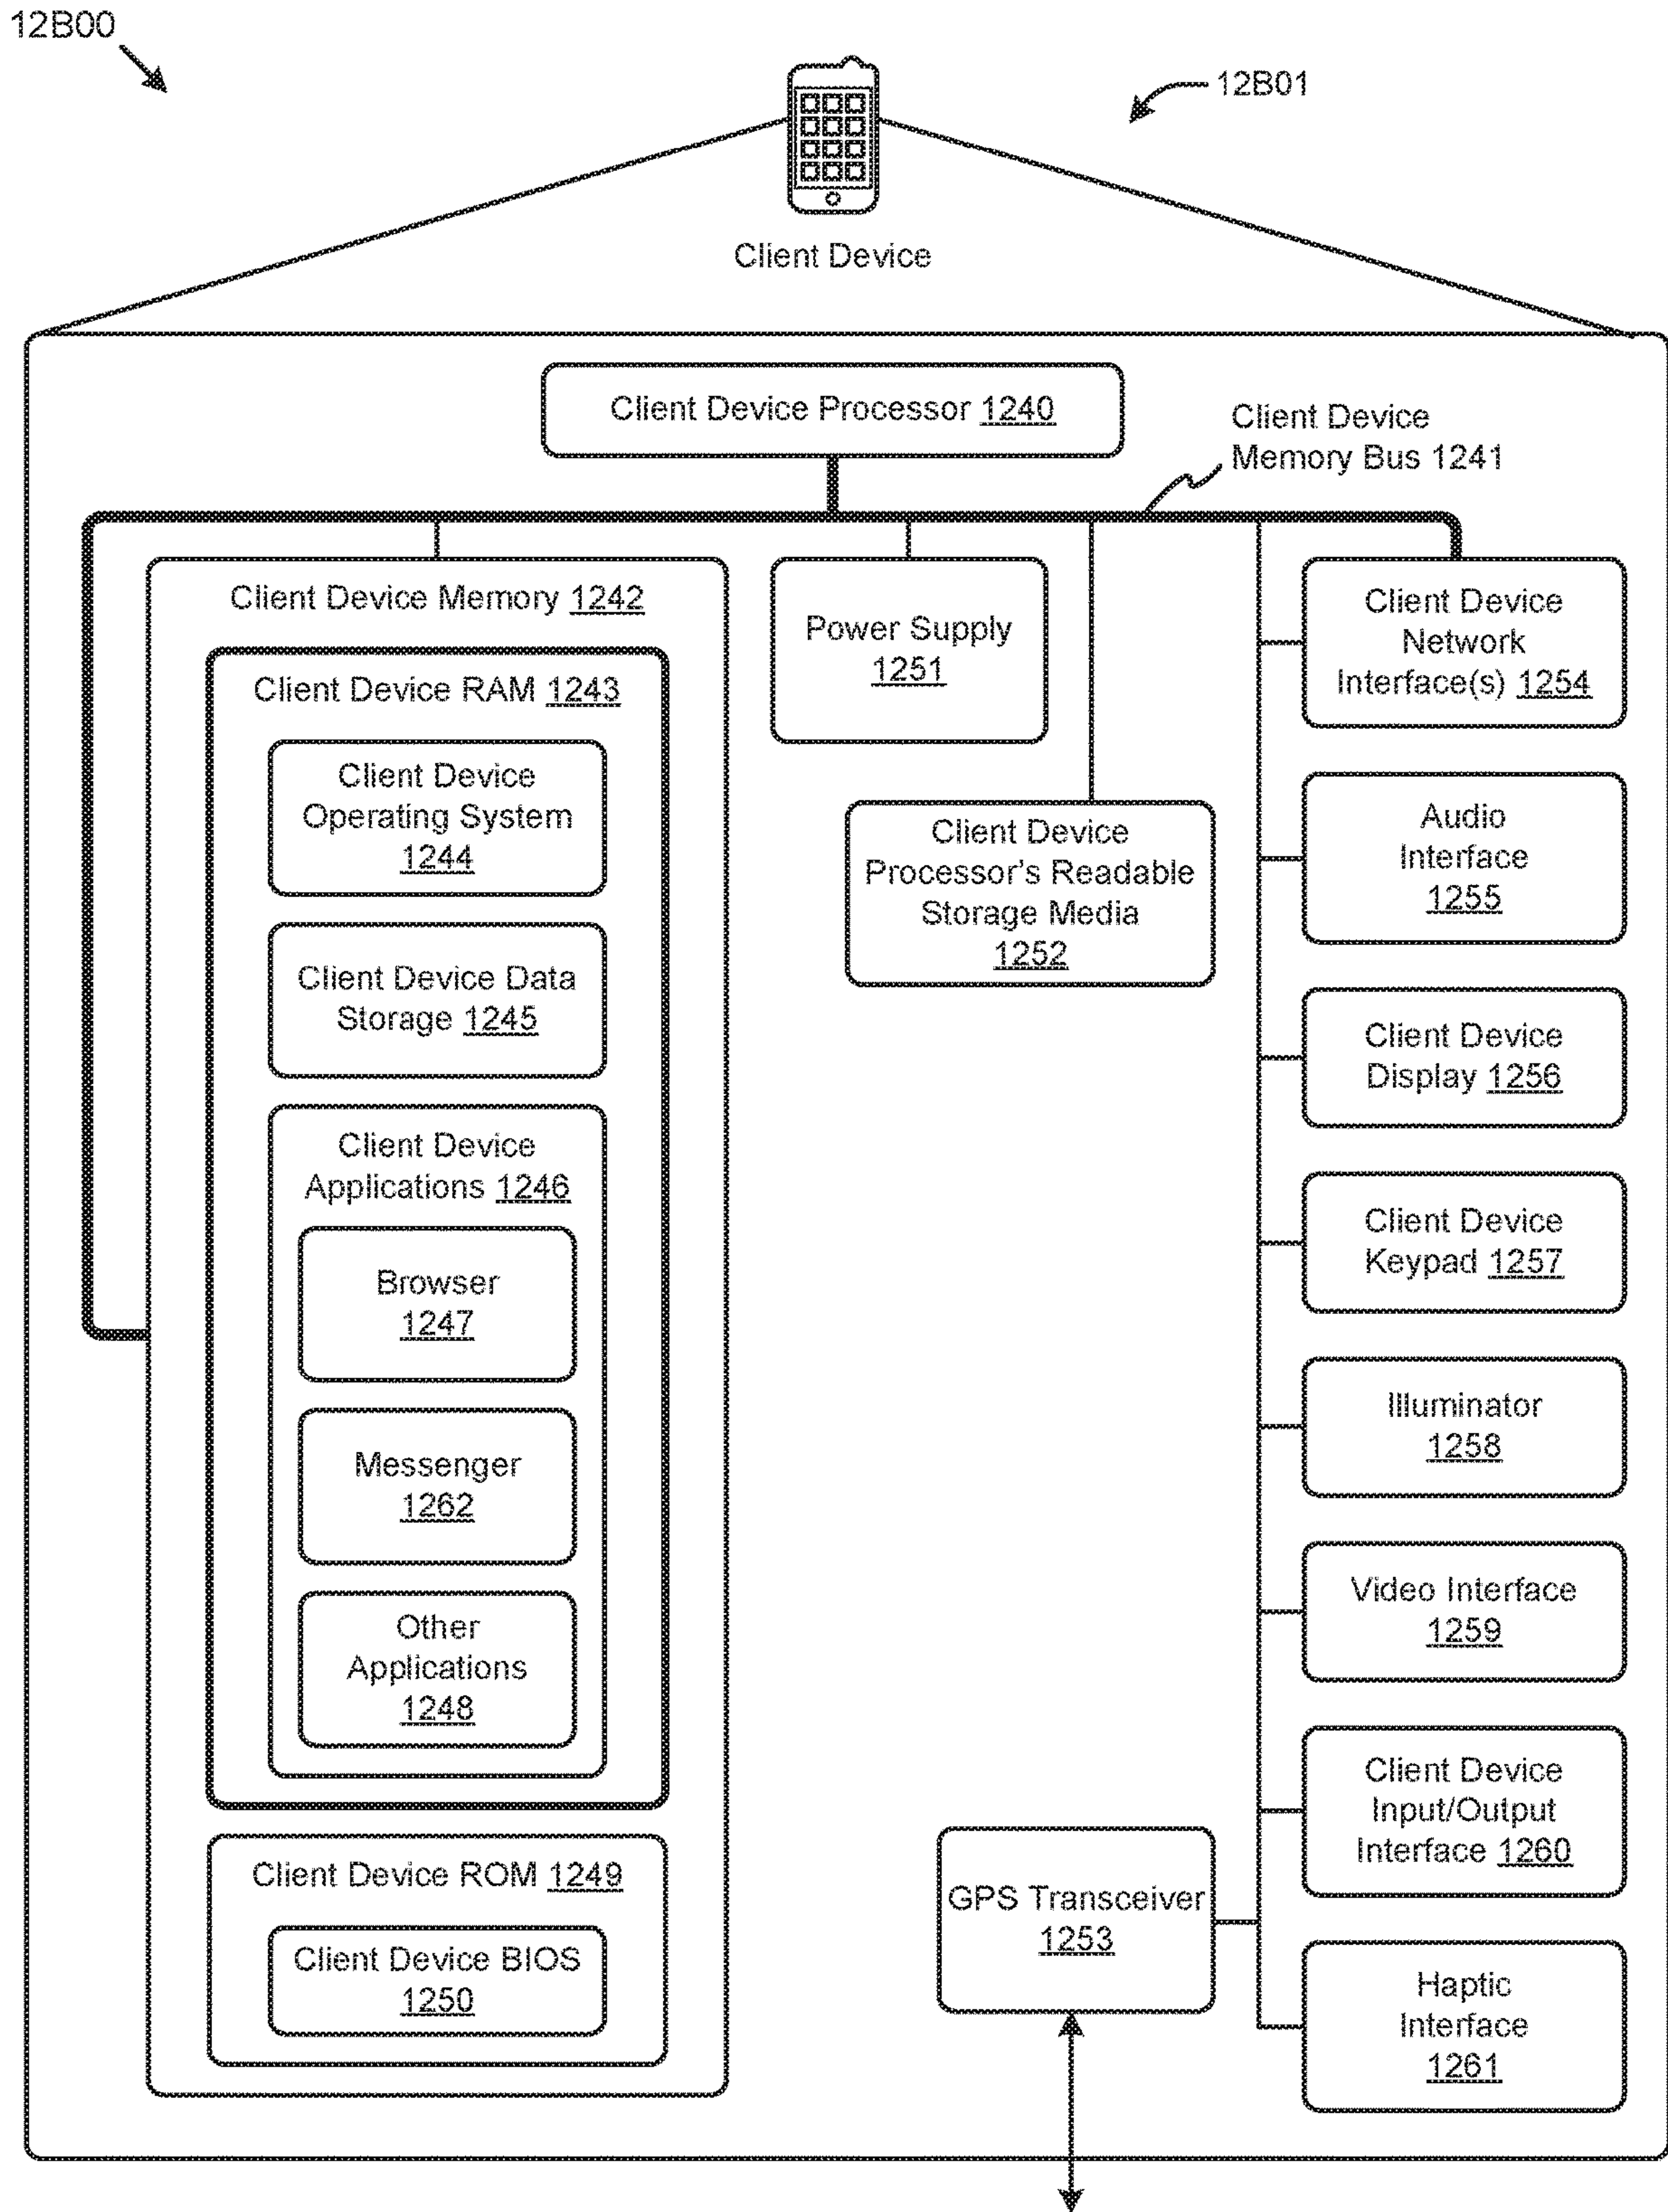 12B00
12B01
Client Device
Client Device Processor 1240
Client Device
Memory Bus 1241
Client Device Memory 1242
Client Device RAM 1243
Client Device
Operating System
1244
Client Device Data
Storage 1245
Client Device
Applications 1246
Browser
1247
Messenger
1262
Other
Applications
1248
Client Device ROM 1249
Client Device BIOS
1250
Power Supply
1251
Client Device
Processor's Readable
Storage Media
1252
GPS Transceiver
1253
Client Device
Network
Interface(s) 1254
Audio
Interface
1255
Client Device
Display 1256
Client Device
Keypad 1257
Illuminator
1258
Video Interface
1259
Client Device
Input/Output
Interface 1260
Haptic
Interface
1261